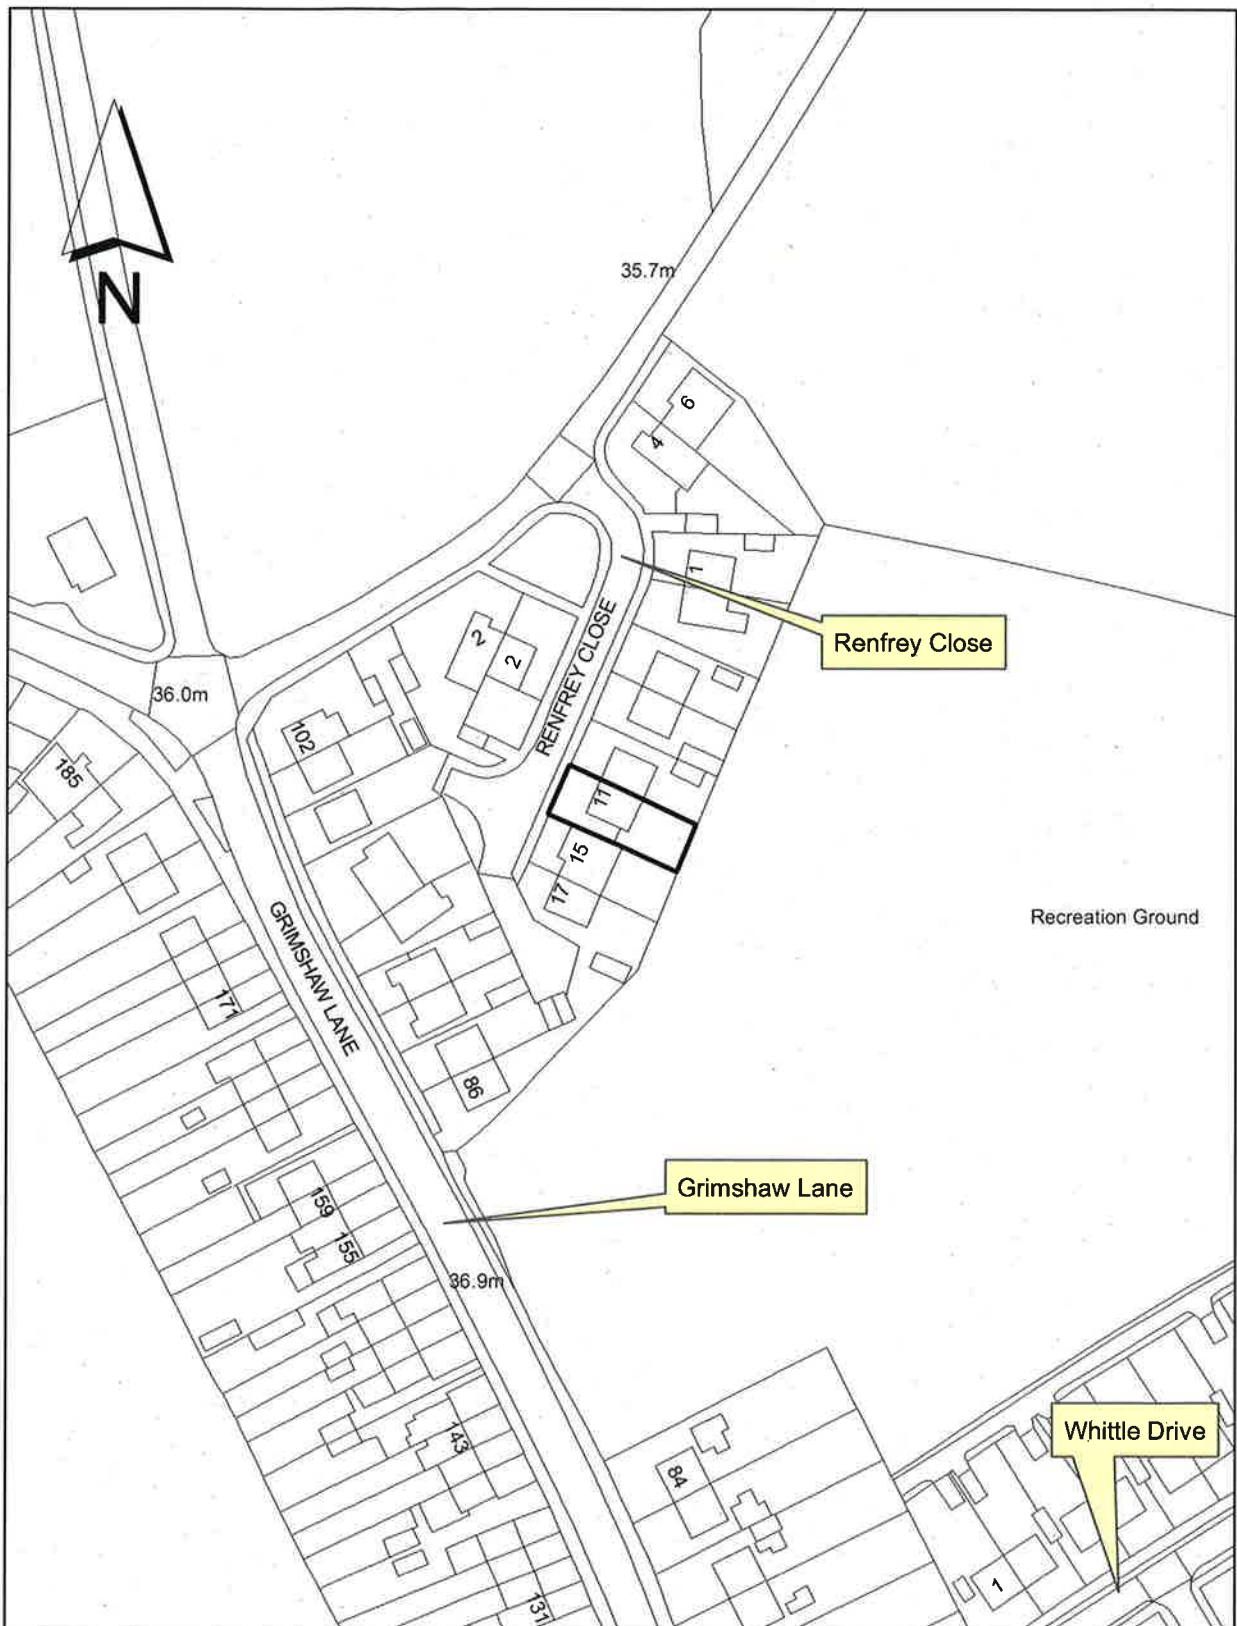 N
35.7m
6
4
1
Renfrey Close
2
2
RENFREY CLOSE
36.0m
102
185
11
15
17
GRIMSHAW LANE
Recreation Ground
171
86
Grimshaw Lane
159
155
36.9m
Whittle Drive
143
84
1
131